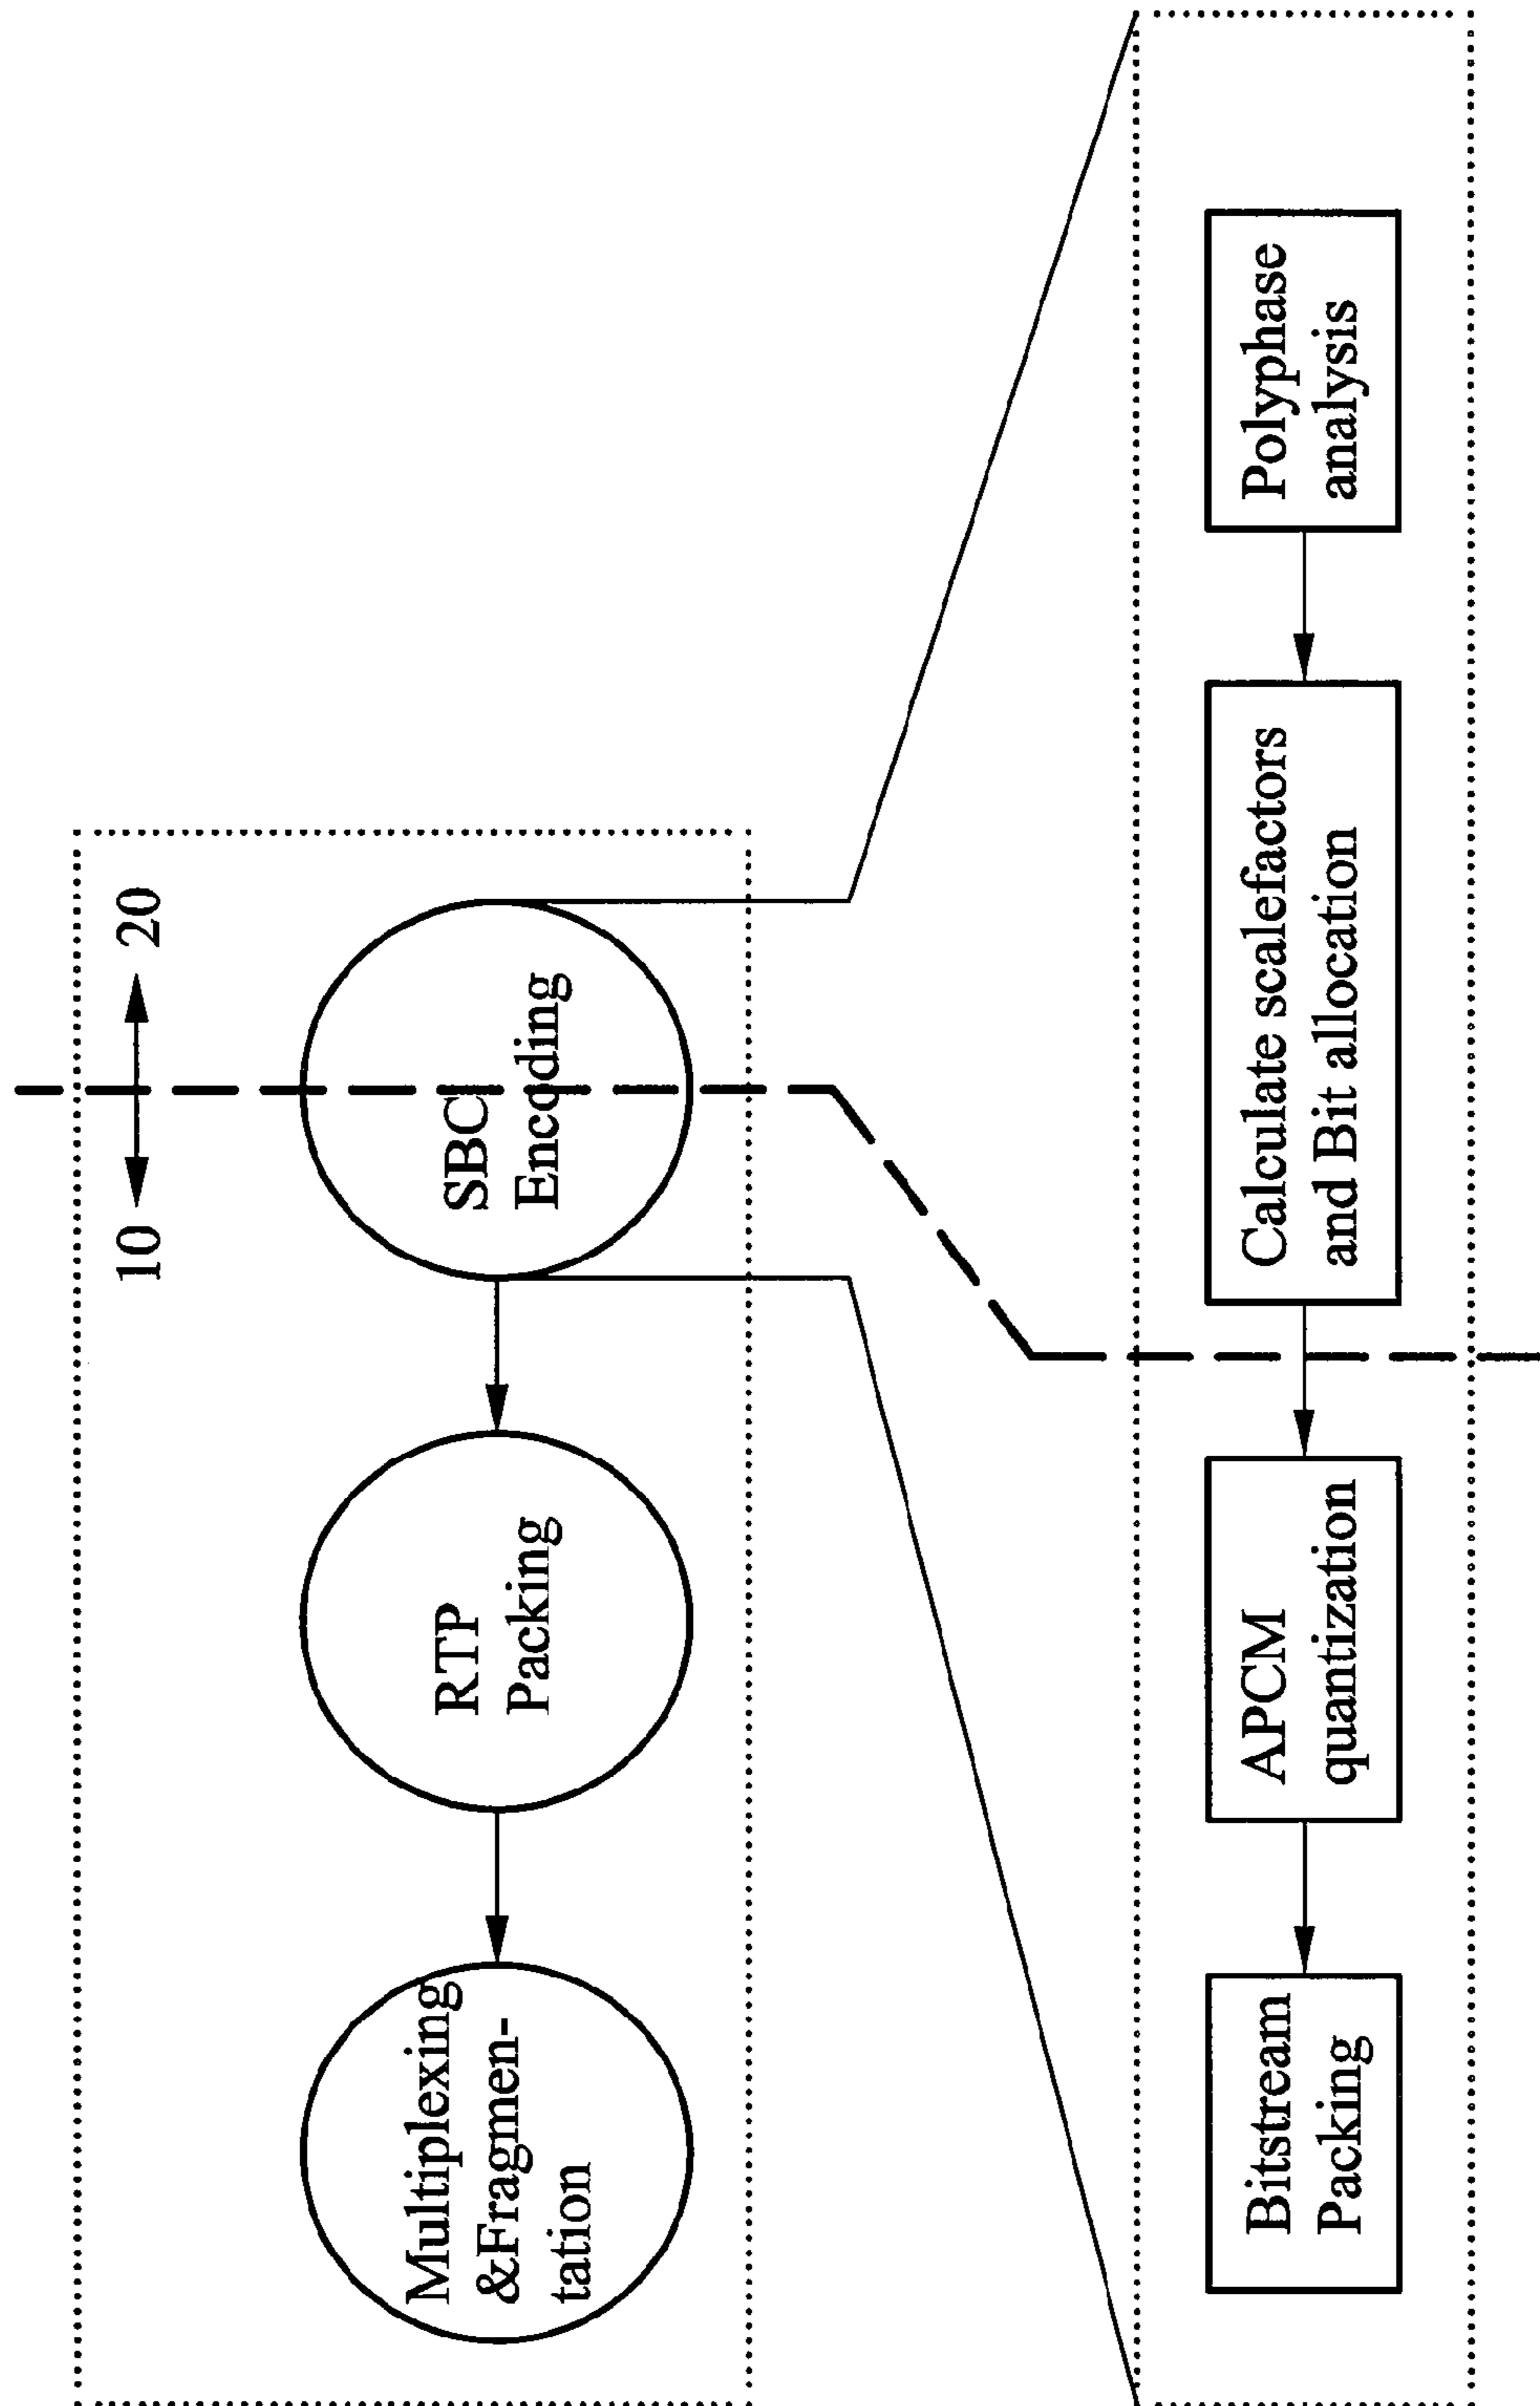 10
20
Multiplexing
&Fragmen-
tation
RTP
Packing
SBC
Encoding
Bitstream
Packing
APCM
quantization
Calculate scalefactors
and Bit allocation
Polyphase
analysis